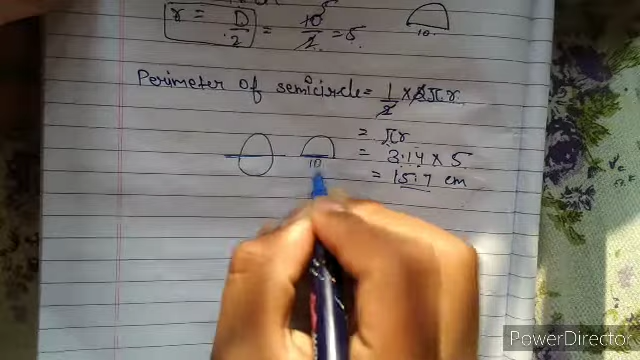 r = D/2 = 10/2 = 5
10
Perimeter of semicircle = 1/2 × 2πr
= πr
10
= 3.14 × 5
= 15.7 cm
PowerDirector